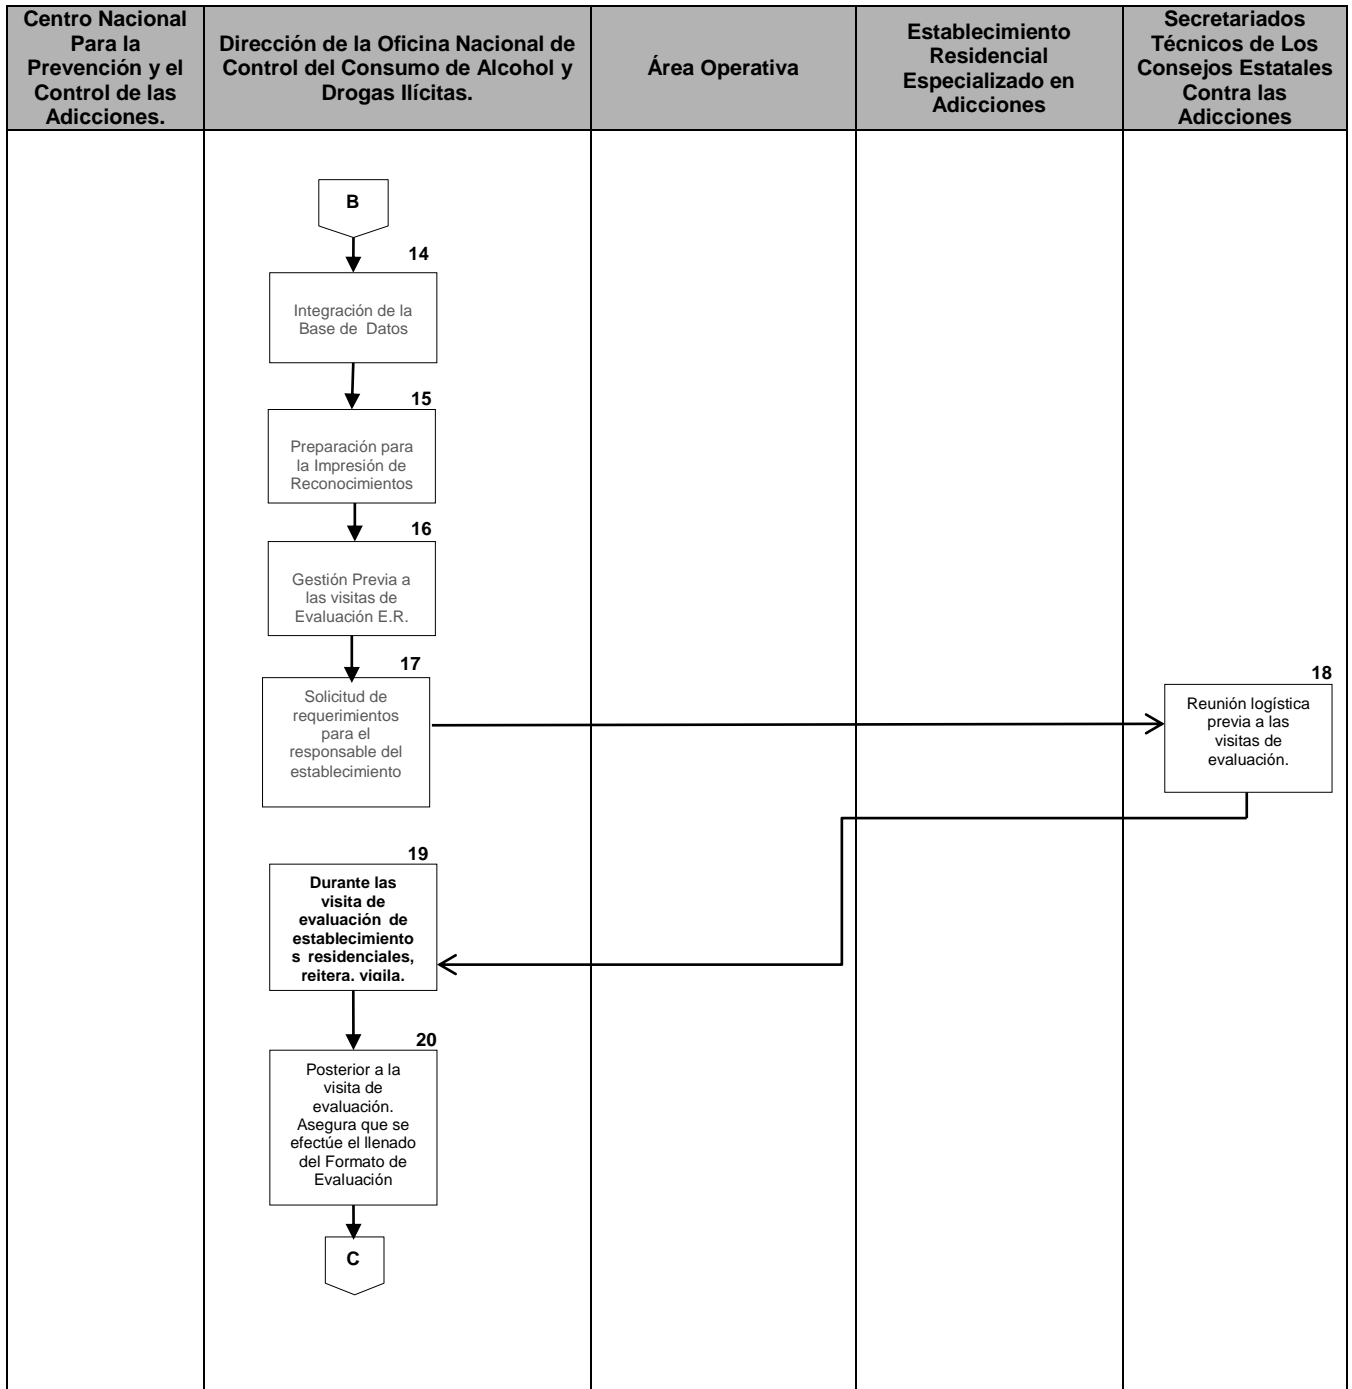 Centro Nacional
Para la
Prevención y el
Control de las
Adicciones.
Dirección de la Oficina Nacional de
Control del Consumo de Alcohol y
Drogas Ilícitas.
Área Operativa
Establecimiento
Residencial
Especializado en
Adicciones
Secretariados
Técnicos de Los
Consejos Estatales
Contra las
Adicciones
B
14
Integración de la
Base de Datos
15
Preparación para
la Impresión de
Reconocimientos
16
Gestión Previa a
las visitas de
Evaluación E.R.
17
Solicitud de
requerimientos
para el
responsable del
establecimiento
18
Reunión logística
previa a las
visitas de
evaluación.
19
Durante las
visita de
evaluación de
establecimiento
s residenciales,
reitera, vigila,
20
Posterior a la
visita de
evaluación.
Asegura que se
efectúe el llenado
del Formato de
Evaluación
C